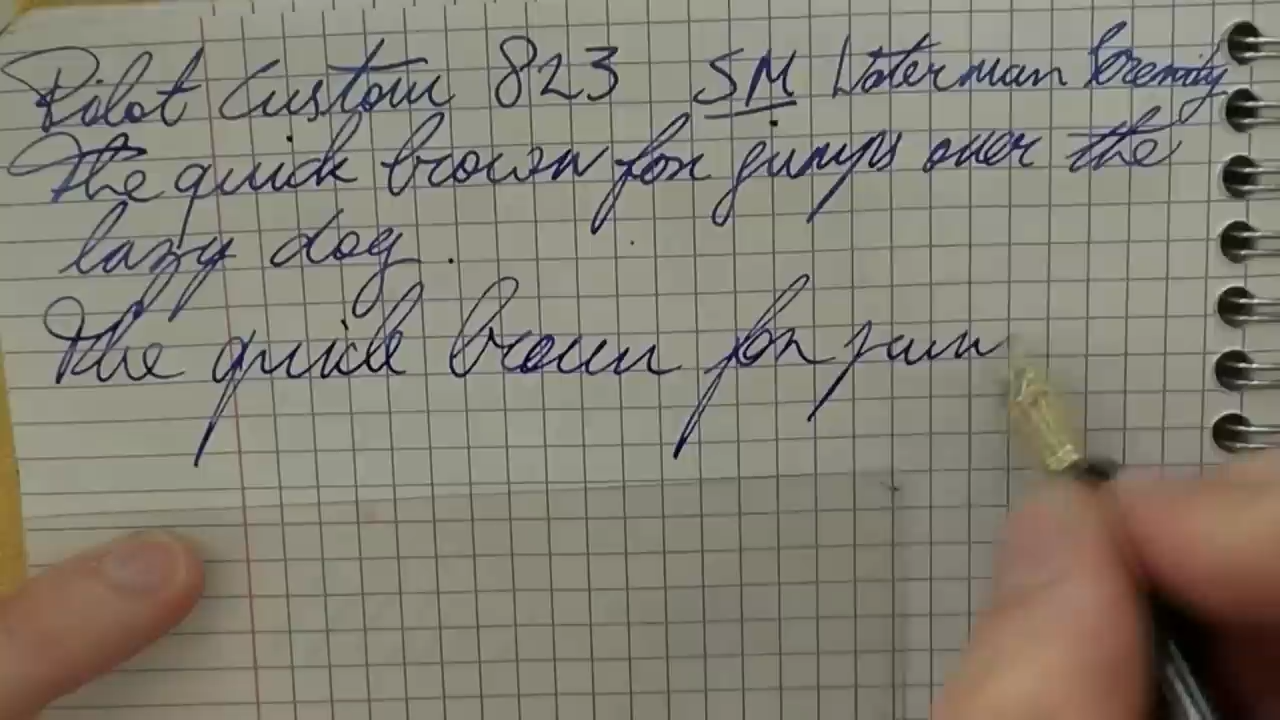 Pilot Custom 823 SM Waterman Serenity
The quick brown fox jumps over the
lazy dog.
The quick brown fox jum